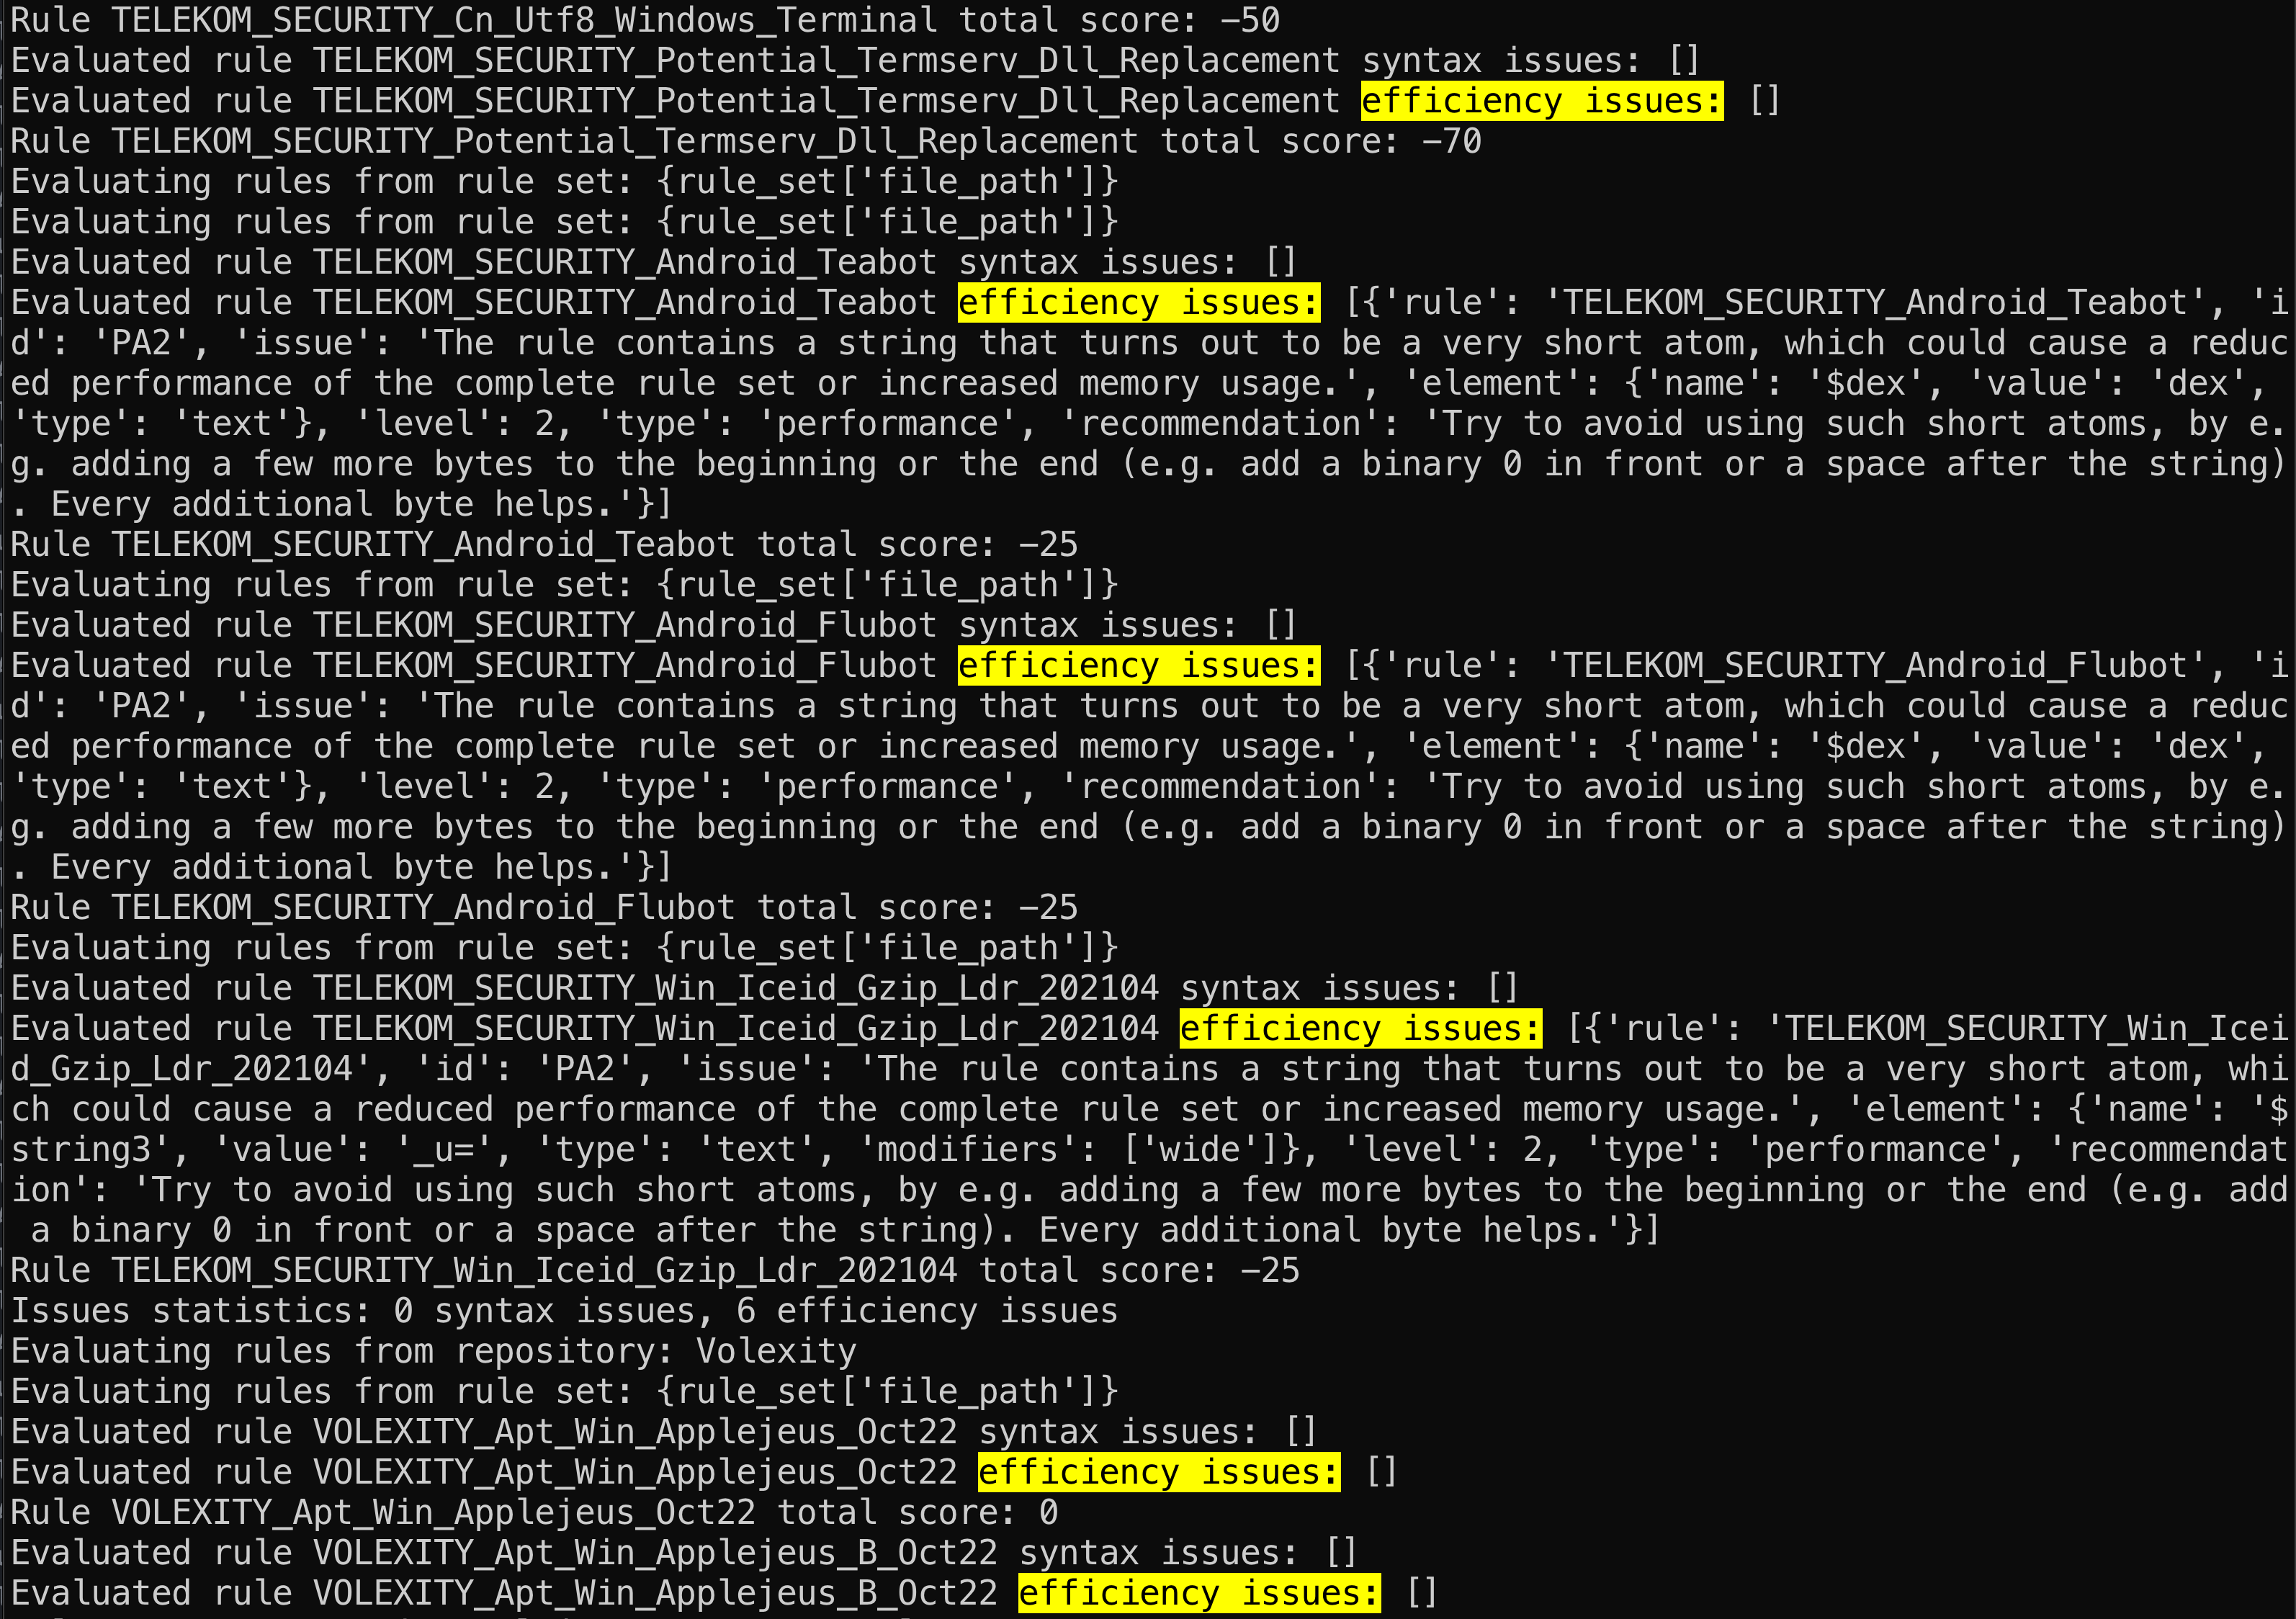 Rule TELEKOM_SECURITY_Cn_Utf8_Windows_Terminal total score: -50
Evaluated rule TELEKOM_SECURITY_Potential_Termserv_Dll_Replacement syntax issues: []
Evaluated rule TELEKOM_SECURITY_Potential_Termserv_Dll_Replacement efficiency issues: []
Rule TELEKOM_SECURITY_Potential_Termserv_Dll_Replacement total score: -70
Evaluating rules from rule set: {rule_set['file_path']}
Evaluating rules from rule set: {rule_set['file_path']}
Evaluated rule TELEKOM_SECURITY_Android_Teabot syntax issues: []
Evaluated rule TELEKOM_SECURITY_Android_Teabot efficiency issues: [{'rule': 'TELEKOM_SECURITY_Android_Teabot', 'i
d': 'PA2', 'issue': 'The rule contains a string that turns out to be a very short atom, which could cause a reduc
ed performance of the complete rule set or increased memory usage.', 'element': {'name': '$dex', 'value': 'dex',
'type': 'text'}, 'level': 2, 'type': 'performance', 'recommendation': 'Try to avoid using such short atoms, by e.
g. adding a few more bytes to the beginning or the end (e.g. add a binary 0 in front or a space after the string)
. Every additional byte helps.'}]
Rule TELEKOM_SECURITY_Android_Teabot total score: -25
Evaluating rules from rule set: {rule_set['file_path']}
Evaluated rule TELEKOM_SECURITY_Android_Flubot syntax issues: []
Evaluated rule TELEKOM_SECURITY_Android_Flubot efficiency issues: [{'rule': 'TELEKOM_SECURITY_Android_Flubot', 'i
d': 'PA2', 'issue': 'The rule contains a string that turns out to be a very short atom, which could cause a reduc
ed performance of the complete rule set or increased memory usage.', 'element': {'name': '$dex', 'value': 'dex',
'type': 'text'}, 'level': 2, 'type': 'performance', 'recommendation': 'Try to avoid using such short atoms, by e.
g. adding a few more bytes to the beginning or the end (e.g. add a binary 0 in front or a space after the string)
. Every additional byte helps.'}]
Rule TELEKOM_SECURITY_Android_Flubot total score: -25
Evaluating rules from rule set: {rule_set['file_path']}
Evaluated rule TELEKOM_SECURITY_Win_Iceid_Gzip_Ldr_202104 syntax issues: []
Evaluated rule TELEKOM_SECURITY_Win_Iceid_Gzip_Ldr_202104 efficiency issues: [{'rule': 'TELEKOM_SECURITY_Win_Icei
d_Gzip_Ldr_202104', 'id': 'PA2', 'issue': 'The rule contains a string that turns out to be a very short atom, whi
ch could cause a reduced performance of the complete rule set or increased memory usage.', 'element': {'name': '$
string3', 'value': '_u=', 'type': 'text', 'modifiers': ['wide']}, 'level': 2, 'type': 'performance', 'recommendat
ion': 'Try to avoid using such short atoms, by e.g. adding a few more bytes to the beginning or the end (e.g. add
 a binary 0 in front or a space after the string). Every additional byte helps.'}]
Rule TELEKOM_SECURITY_Win_Iceid_Gzip_Ldr_202104 total score: -25
Issues statistics: 0 syntax issues, 6 efficiency issues
Evaluating rules from repository: Volexity
Evaluating rules from rule set: {rule_set['file_path']}
Evaluated rule VOLEXITY_Apt_Win_Applejeus_Oct22 syntax issues: []
Evaluated rule VOLEXITY_Apt_Win_Applejeus_Oct22 efficiency issues: []
Rule VOLEXITY_Apt_Win_Applejeus_Oct22 total score: 0
Evaluated rule VOLEXITY_Apt_Win_Applejeus_B_Oct22 syntax issues: []
Evaluated rule VOLEXITY_Apt_Win_Applejeus_B_Oct22 efficiency issues: []